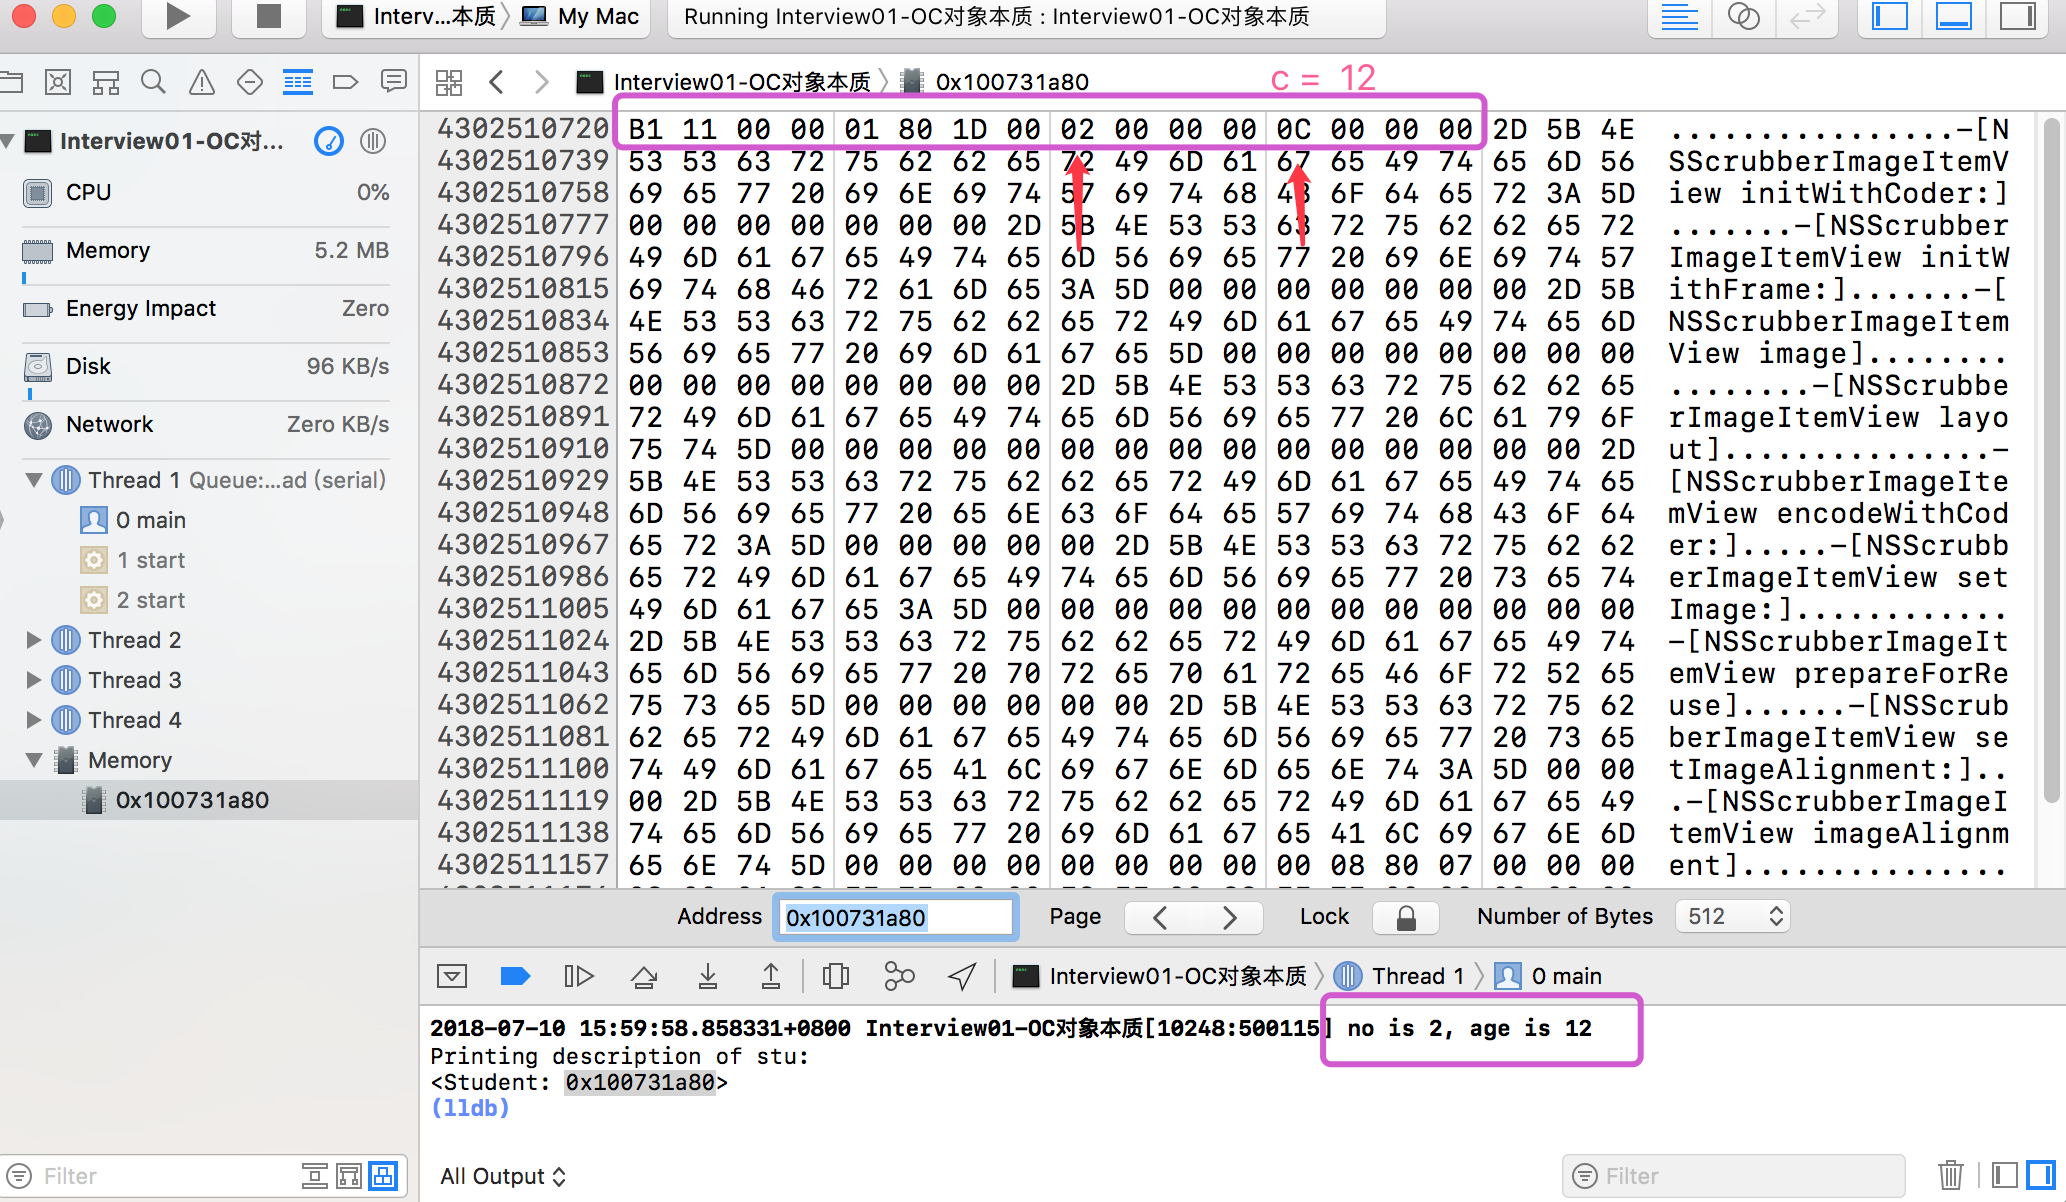 Interv...本质 〉 My Mac
Running Interview01-OC对象本质 : Interview01-OC对象本质
Interview01-OC对象本质 〉 0x100731a80
c = 12
Interview01-OC对...
CPU 0%
Memory 5.2 MB
Energy Impact Zero
Disk 96 KB/s
Network Zero KB/s
Thread 1 Queue:...ad (serial)
0 main
1 start
2 start
Thread 2
Thread 3
Thread 4
Memory
0x100731a80
Filter
4302510720 B1 11 00 00 01 80 1D 00 02 00 00 00 0C 00 00 00 2D 5B 4E ................-[N
4302510739 53 53 63 72 75 62 62 65 72 49 6D 61 67 65 49 74 65 6D 56 SScrubberImageItemV
4302510758 69 65 77 20 69 6E 69 74 57 69 74 68 43 6F 64 65 72 3A 5D iew initWithCoder:]
4302510777 00 00 00 00 00 00 00 2D 5B 4E 53 53 63 72 75 62 62 65 72 .......-[NSScrubber
4302510796 49 6D 61 67 65 49 74 65 6D 56 69 65 77 20 69 6E 69 74 57 ImageItemView initW
4302510815 69 74 68 46 72 61 6D 65 3A 5D 00 00 00 00 00 00 00 2D 5B ithFrame:].......-[
4302510834 4E 53 53 63 72 75 62 62 65 72 49 6D 61 67 65 49 74 65 6D NSScrubberImageItem
4302510853 56 69 65 77 20 69 6D 61 67 65 5D 00 00 00 00 00 00 00 00 View image]........
4302510872 00 00 00 00 00 00 00 00 2D 5B 4E 53 53 63 72 75 62 62 65 ........-[NSScrubbe
4302510891 72 49 6D 61 67 65 49 74 65 6D 56 69 65 77 20 6C 61 79 6F rImageItemView layo
4302510910 75 74 5D 00 00 00 00 00 00 00 00 00 00 00 00 00 00 00 2D ut]...............-
4302510929 5B 4E 53 53 63 72 75 62 62 65 72 49 6D 61 67 65 49 74 65 [NSScrubberImageIte
4302510948 6D 56 69 65 77 20 65 6E 63 6F 64 65 57 69 74 68 43 6F 64 mView encodeWithCod
4302510967 65 72 3A 5D 00 00 00 00 00 2D 5B 4E 53 53 63 72 75 62 62 er:].....-[NSScrubb
4302510986 65 72 49 6D 61 67 65 49 74 65 6D 56 69 65 77 20 73 65 74 erImageItemView set
4302511005 49 6D 61 67 65 3A 5D 00 00 00 00 00 00 00 00 00 00 00 00 Image:]............
4302511024 2D 5B 4E 53 53 63 72 75 62 62 65 72 49 6D 61 67 65 49 74 -[NSScrubberImageIt
4302511043 65 6D 56 69 65 77 20 70 72 65 70 61 72 65 46 6F 72 52 65 emView prepareForRe
4302511062 75 73 65 5D 00 00 00 00 00 00 2D 5B 4E 53 53 63 72 75 62 use]......-[NSScrub
4302511081 62 65 72 49 6D 61 67 65 49 74 65 6D 56 69 65 77 20 73 65 berImageItemView se
4302511100 74 49 6D 61 67 65 41 6C 69 67 6E 6D 65 6E 74 3A 5D 00 00 tImageAlignment:]..
4302511119 00 2D 5B 4E 53 53 63 72 75 62 62 65 72 49 6D 61 67 65 49 .-[NSScrubberImageI
4302511138 74 65 6D 56 69 65 77 20 69 6D 61 67 65 41 6C 69 67 6E 6D temView imageAlignm
4302511157 65 6E 74 5D 00 00 00 00 00 00 00 00 00 08 80 07 00 00 00 ent]...............
Address 0x100731a80 Page Lock Number of Bytes 512
Interview01-OC对象本质 〉 Thread 1 〉 0 main
2018-07-10 15:59:58.858331+0800 Interview01-OC对象本质[10248:500115] no is 2, age is 12
Printing description of stu:
<Student: 0x100731a80>
(lldb)
All Output
Filter